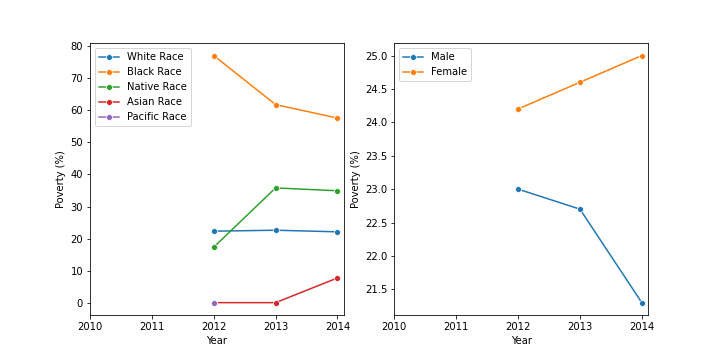 80
70
60
50
40
30
20
10
0
Poverty (%)
White Race
Black Race
Native Race
Asian Race
Pacific Race
2010 2011 2012 2013 2014
Year
25.0
24.5
24.0
23.5
23.0
22.5
22.0
21.5
Poverty (%)
Male
Female
2010 2011 2012 2013 2014
Year